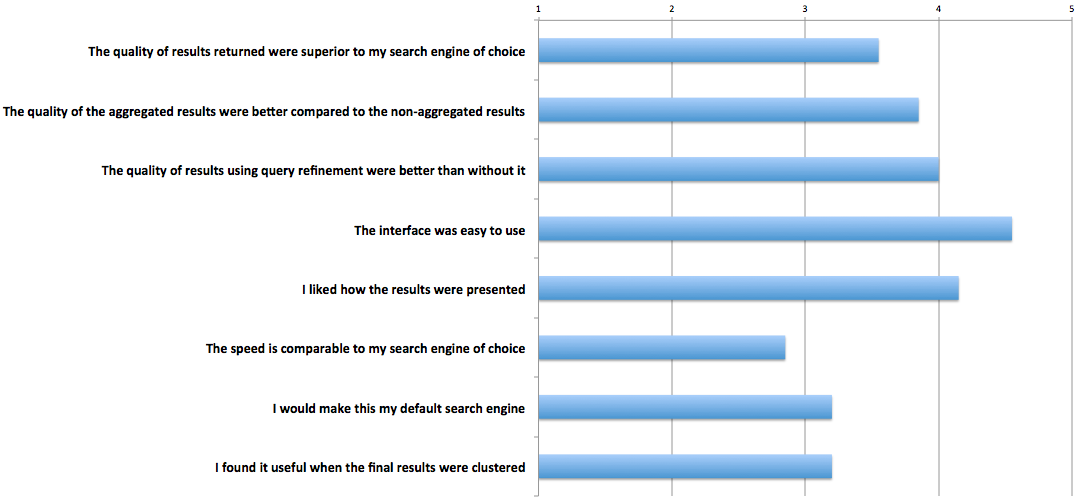 1 2 3 4 5
The quality of results returned were superior to my search engine of choice
The quality of the aggregated results were better compared to the non-aggregated results
The quality of results using query refinement were better than without it
The interface was easy to use
I liked how the results were presented
The speed is comparable to my search engine of choice
I would make this my default search engine
I found it useful when the final results were clustered